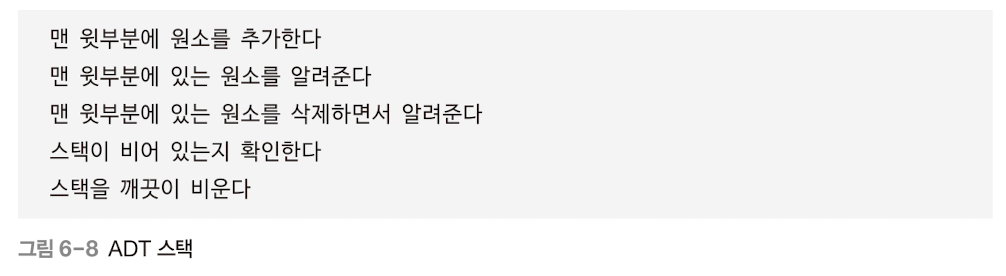 맨 윗부분에 원소를 추가한다
맨 윗부분에 있는 원소를 알려준다
맨 윗부분에 있는 원소를 삭제하면서 알려준다
스택이 비어 있는지 확인한다
스택을 깨끗이 비운다
그림 6-8 ADT 스택